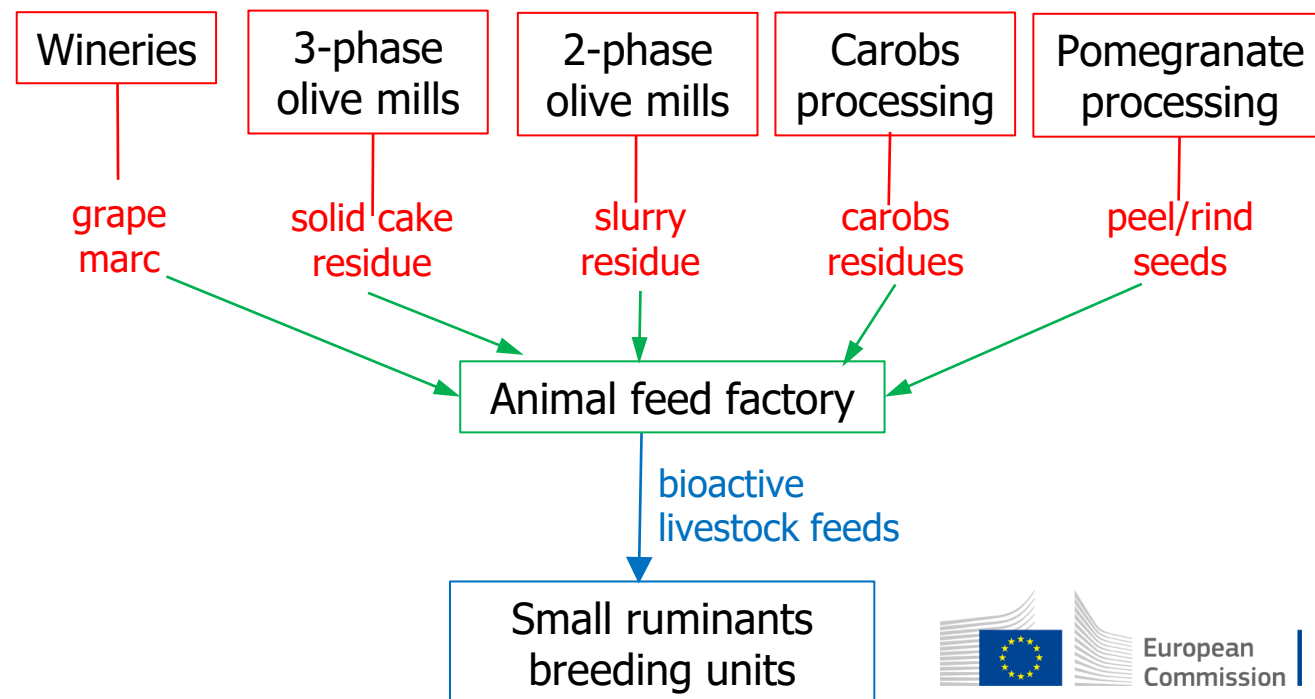 Wineries
3-phase
olive mills
2-phase
olive mills
Carobs
processing
Pomegranate
processing
grape
marc
solid cake
residue
slurry
residue
carobs
residues
peel/rind
seeds
Animal feed factory
bioactive
livestock feeds
Small ruminants
breeding units
European
Commission